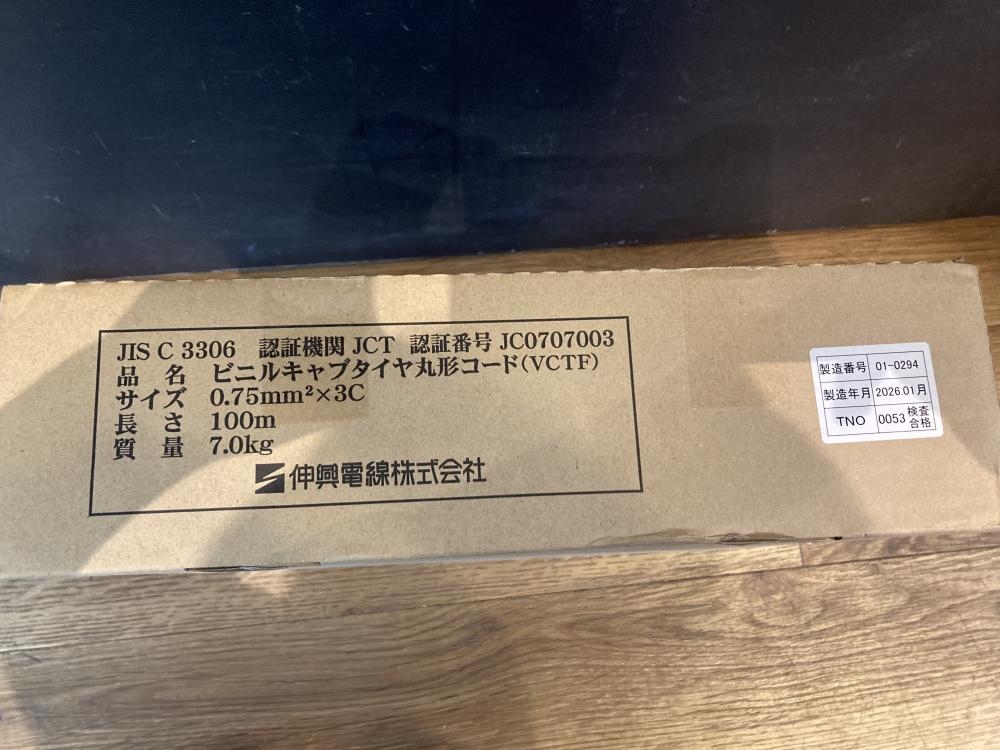 JIS C 3306 認証機関 JCT 認証番号 JC0707003
品 名 ビニルキャブタイヤ丸形コード(VCTF)
サイズ 0.75mm²×3C
長 さ 100m
質 量 7.0kg
伸興電線株式会社
製造番号 01-0294
製造年月 2026.01月
TNO 0053 検査合格